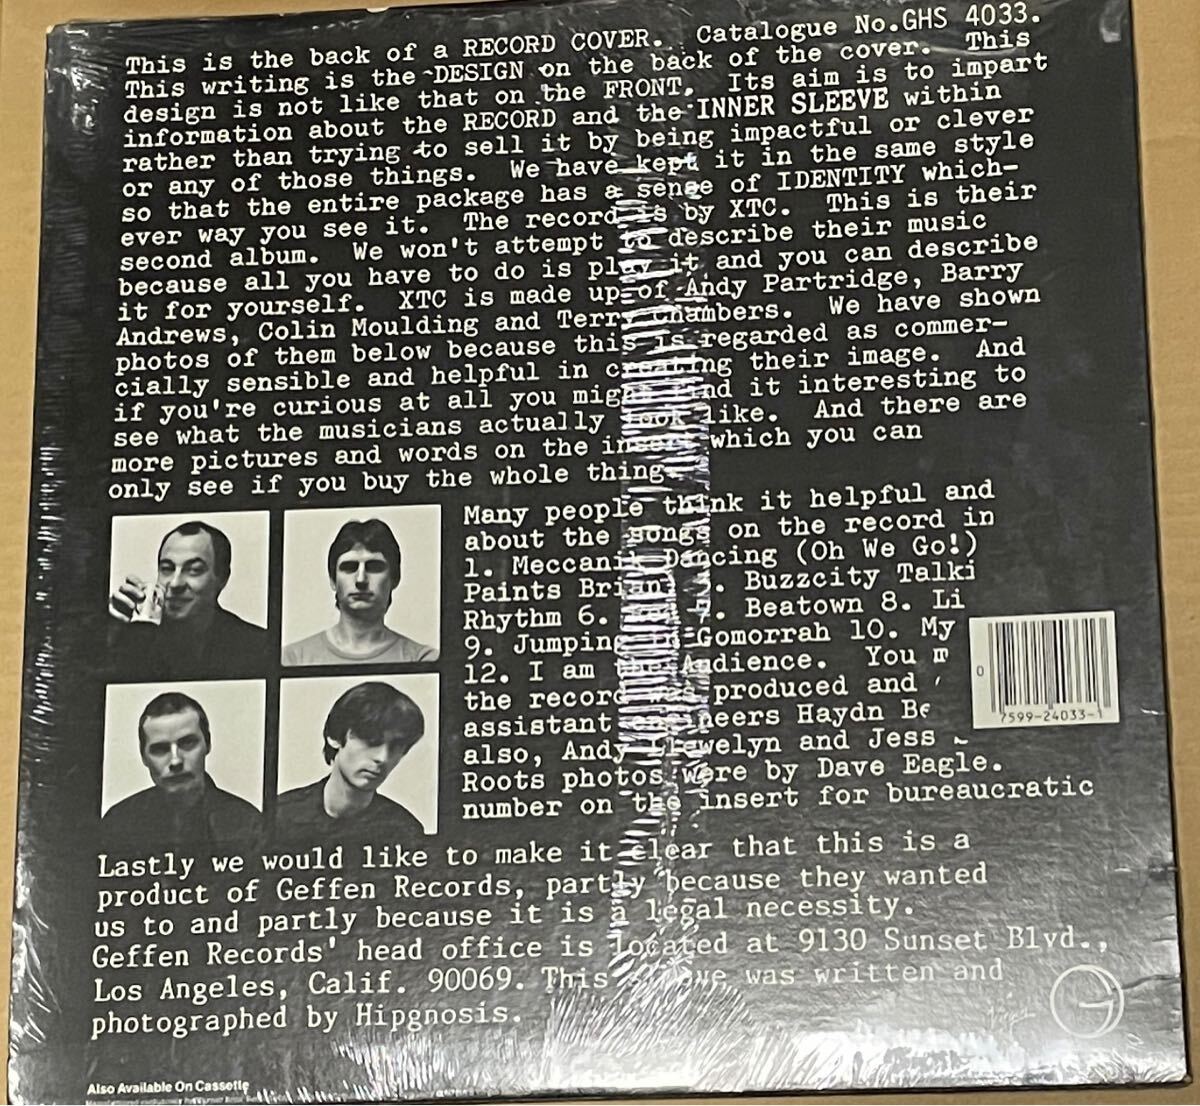 This is the back of a RECORD COVER. Catalogue No.GHS 4033.
This writing is the DESIGN on the back of the cover. This
design is not like that on the FRONT. Its aim is to impart
information about the RECORD and the INNER SLEEVE within
rather than trying to sell it by being impactful or clever
or any of those things. We have kept it in the same style
so that the entire package has a sense of IDENTITY which-
ever way you see it. The record is by XTC. This is their
second album. We won't attempt to describe their music
because all you have to do is play it and you can describe
it for yourself. XTC is made up of Andy Partridge, Barry
Andrews, Colin Moulding and Terry Chambers. We have shown
photos of them below because this is regarded as commer-
cially sensible and helpful in creating their image. And
if you're curious at all you might find it interesting to
see what the musicians actually look like. And there are
more pictures and words on the insert which you can
only see if you buy the whole thing.
Many people think it helpful and
about the songs on the record in
1. Meccanik Dancing (Oh We Go!)
Paints Brian. Buzzcity Talki
Rhythm 6. Beatown 8. Li
9. Jumping in Gomorrah 10. My
12. I am the Audience. You m
the record was produced and
assistant engineers Haydn Be
also, Andy Llewelyn and Jess
Roots photos were by Dave Eagle.
number on the insert for bureaucratic
0
7599-24033-1
Lastly we would like to make it clear that this is a
product of Geffen Records, partly because they wanted
us to and partly because it is a legal necessity.
Geffen Records' head office is located at 9130 Sunset Blvd.,
Los Angeles, Calif. 90069. This sleeve was written and
photographed by Hipgnosis.
Virgin
Also Available On Cassette